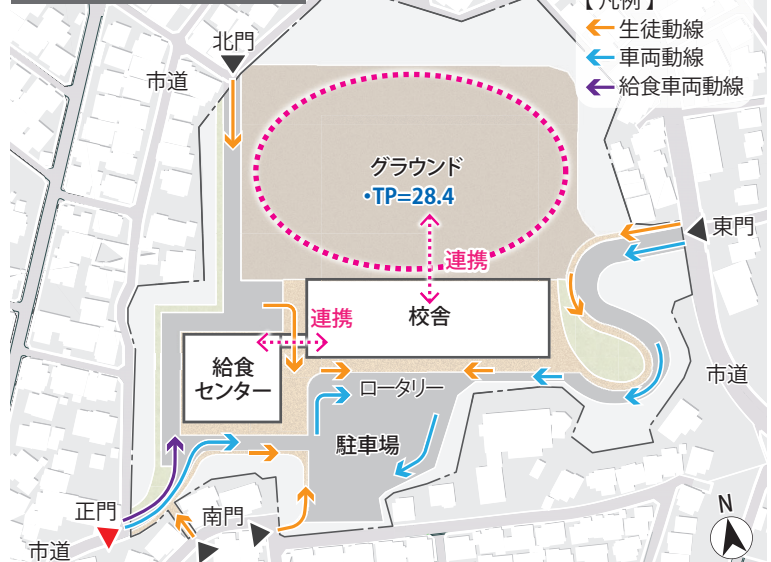 【凡例】
生徒動線
車両動線
給食車両動線
北門
市道
グラウンド
・TP=28.4
東門
連携
校舎
連携
給食
センター
市道
ロータリー
駐車場
正門
南門
市道
N